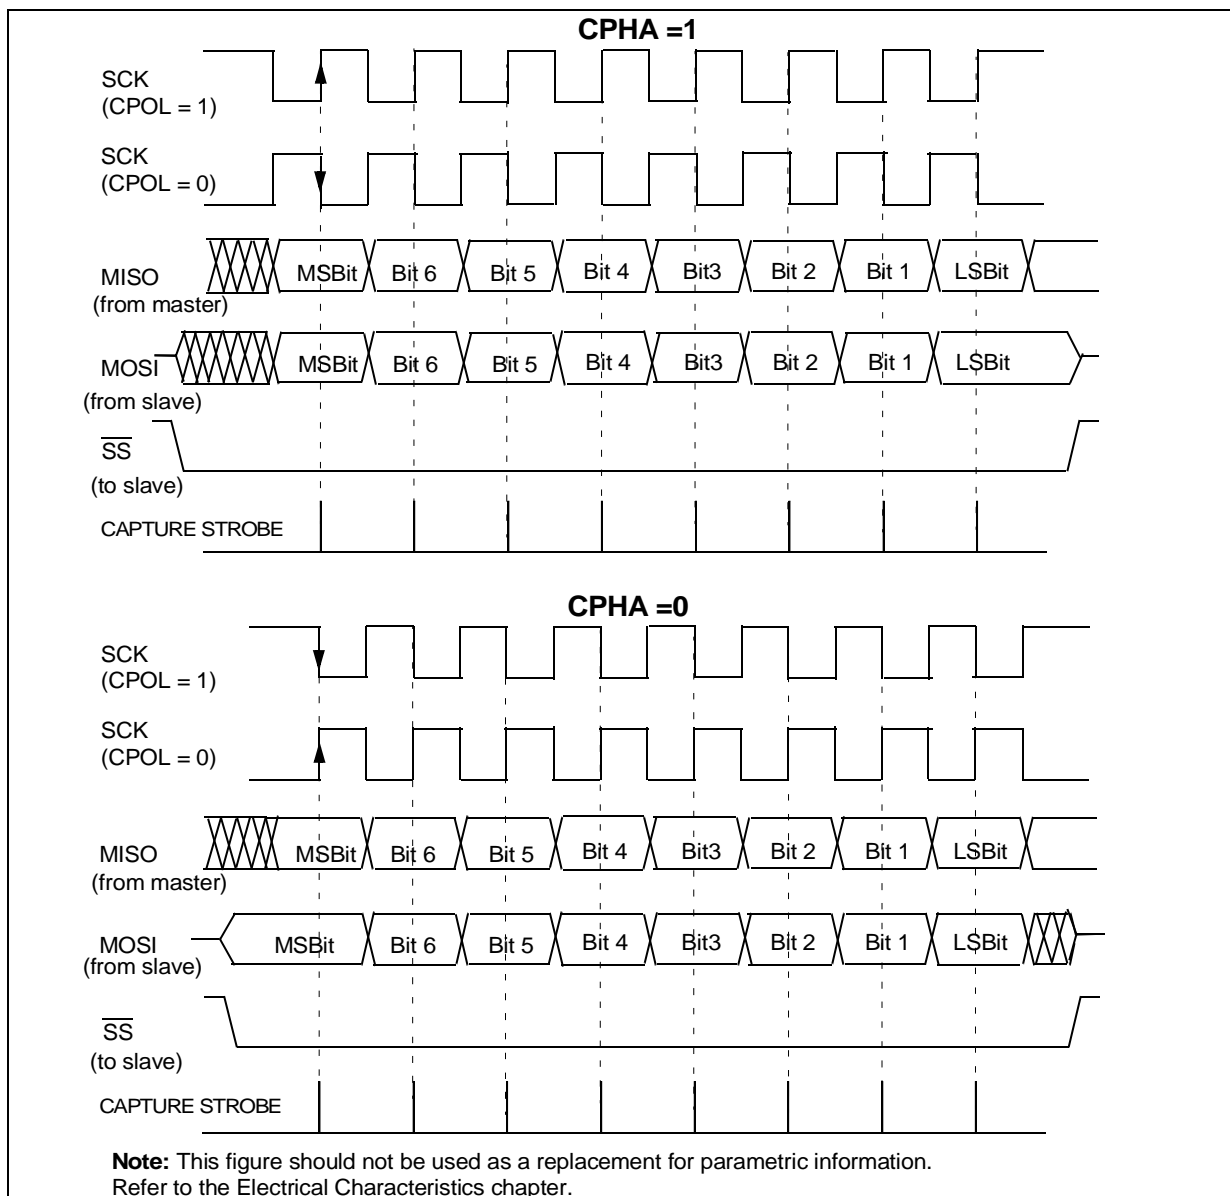 CPHA =1
SCK
(CPOL = 1)
SCK
(CPOL = 0)
MISO
(from master)
MSBit Bit 6 Bit 5 Bit 4 Bit3 Bit 2 Bit 1 LSBit
MOSI
(from slave)
MSBit Bit 6 Bit 5 Bit 4 Bit3 Bit 2 Bit 1 LSBit
SS
(to slave)
CAPTURE STROBE
CPHA =0
SCK
(CPOL = 1)
SCK
(CPOL = 0)
MISO
(from master)
MSBit Bit 6 Bit 5 Bit 4 Bit3 Bit 2 Bit 1 LSBit
MOSI
(from slave)
MSBit Bit 6 Bit 5 Bit 4 Bit3 Bit 2 Bit 1 LSBit
SS
(to slave)
CAPTURE STROBE
Note: This figure should not be used as a replacement for parametric information.
Refer to the Electrical Characteristics chapter.